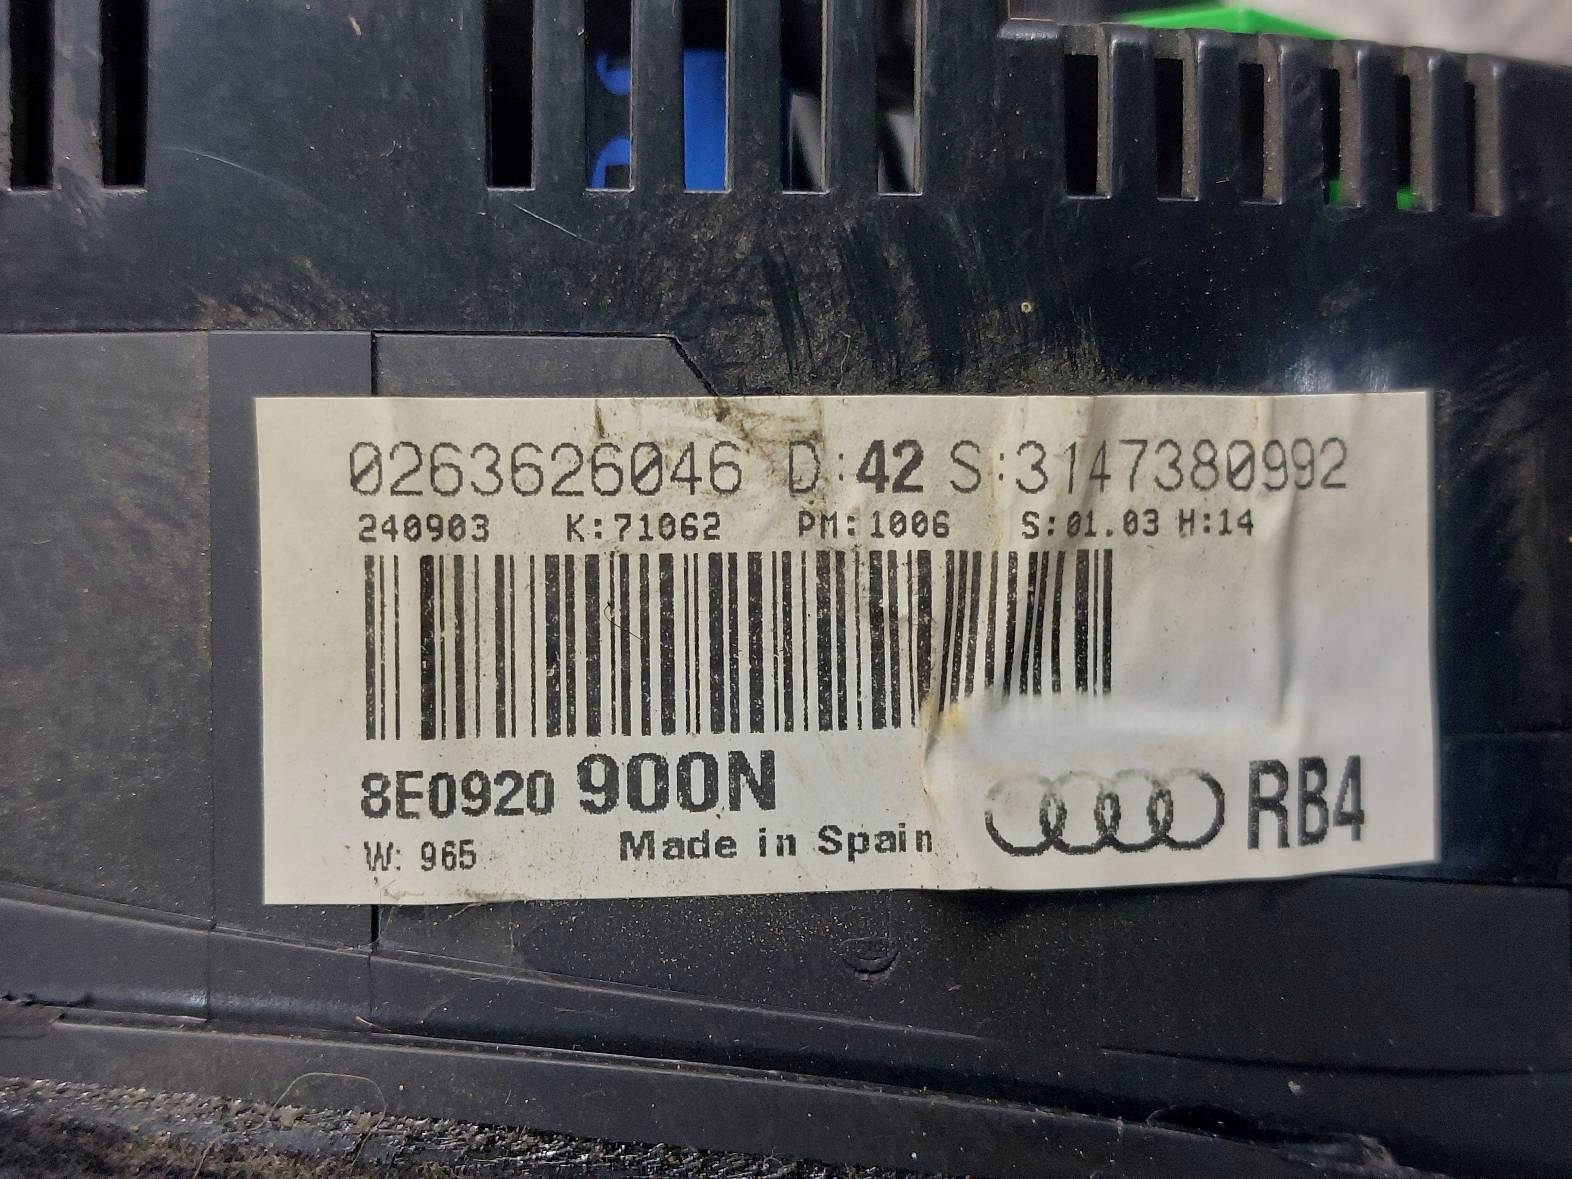 0263626046 D:42 S:3147380992
240903 K:71062 PM:1006 S:01.03 H:14
8E0920 900N
RB4
W: 965 Made in Spain